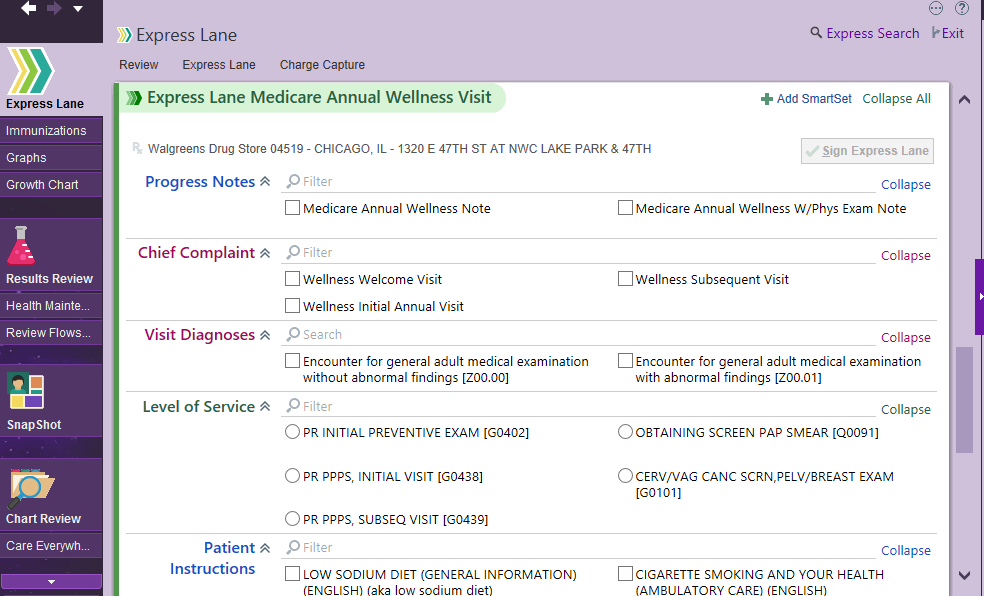 Express Lane
Express Search
Exit
Review
Express Lane
Charge Capture
Express Lane
Immunizations
Graphs
Growth Chart
Results Review
Health Mainte...
Review Flows...
SnapShot
Chart Review
Care Everywh...
Express Lane Medicare Annual Wellness Visit
Add SmartSet
Collapse All
Walgreens Drug Store 04519 - CHICAGO, IL - 1320 E 47TH ST AT NWC LAKE PARK & 47TH
Sign Express Lane
Progress Notes
Filter
Collapse
Medicare Annual Wellness Note
Medicare Annual Wellness W/Phys Exam Note
Chief Complaint
Filter
Collapse
Wellness Welcome Visit
Wellness Subsequent Visit
Wellness Initial Annual Visit
Visit Diagnoses
Search
Collapse
Encounter for general adult medical examination
without abnormal findings [Z00.00]
Encounter for general adult medical examination
with abnormal findings [Z00.01]
Level of Service
Filter
Collapse
PR INITIAL PREVENTIVE EXAM [G0402]
OBTAINING SCREEN PAP SMEAR [Q0091]
PR PPPS, INITIAL VISIT [G0438]
CERV/VAG CANC SCRN,PELV/BREAST EXAM
[G0101]
PR PPPS, SUBSEQ VISIT [G0439]
Patient
Instructions
Filter
Collapse
LOW SODIUM DIET (GENERAL INFORMATION)
(ENGLISH) (aka low sodium diet)
CIGARETTE SMOKING AND YOUR HEALTH
(AMBULATORY CARE) (ENGLISH)